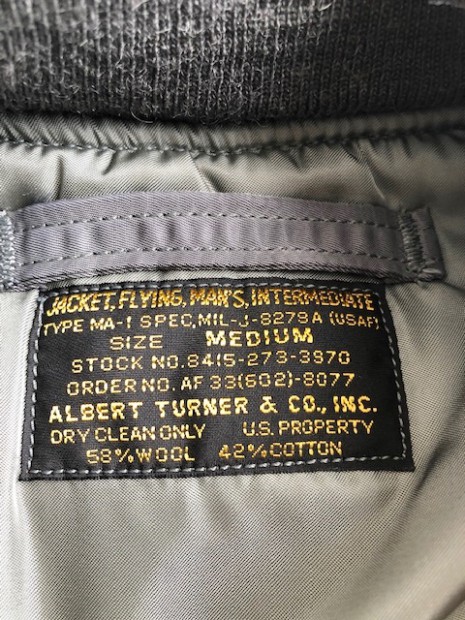 JACKET, FLYING, MAN'S, INTERMEDIATE
TYPE MA-1 SPEC, MIL-J-8279A (USAF)
SIZE MEDIUM
STOCK NO. 8415-273-3970
ORDER NO. AF 33(602)-8077
ALBERT TURNER & CO., INC.
DRY CLEAN ONLY U.S. PROPERTY
58% WOOL 42% COTTON